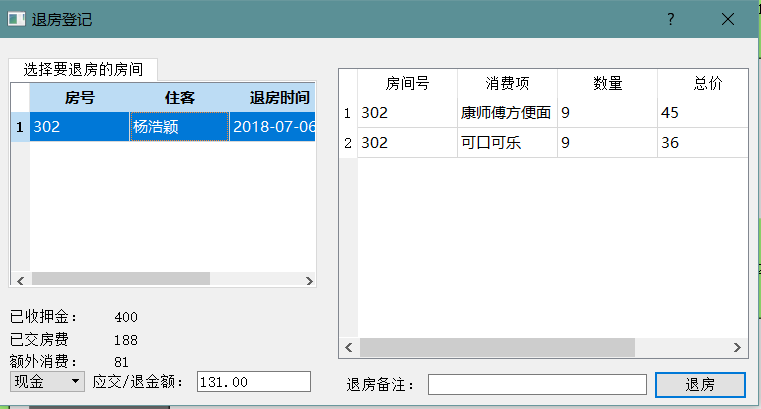 退房登记
选择要退房的房间
房号 住客 退房时间
1 302 杨浩颖 2018-07-06
已收押金： 400
已交房费 188
额外消费： 81
现金 应交/退金额： 131.00
房间号 消费项 数量 总价
1 302 康师傅方便面 9 45
2 302 可口可乐 9 36
退房备注： 退房